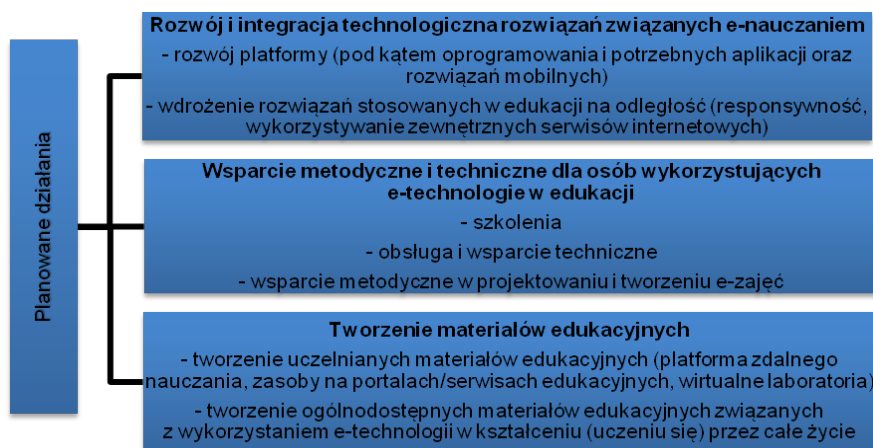 Planowane działania
Rozwój i integracja technologiczna rozwiązań związanych e-nauczaniem
- rozwój platformy (pod kątem oprogramowania i potrzebnych aplikacji oraz
rozwiązań mobilnych)
- wdrożenie rozwiązań stosowanych w edukacji na odległość (responsywność,
wykorzystywanie zewnętrznych serwisów internetowych)
Wsparcie metodyczne i techniczne dla osób wykorzystujących
e-technologie w edukacji
- szkolenia
- obsługa i wsparcie techniczne
- wsparcie metodyczne w projektowaniu i tworzeniu e-zajęć
Tworzenie materiałów edukacyjnych
- tworzenie uczelnianych materiałów edukacyjnych (platforma zdalnego
nauczania, zasoby na portalach/serwisach edukacyjnych, wirtualne laboratoria)
- tworzenie ogólnodostępnych materiałów edukacyjnych związanych
z wykorzystaniem e-technologii w kształceniu (uczeniu się) przez całe życie